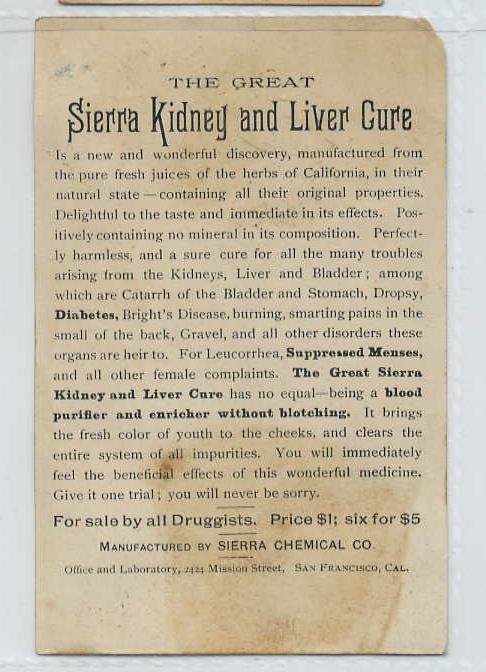 THE GREAT
Sierra Kidney and Liver Cure
Is a new and wonderful discovery, manufactured from
the pure fresh juices of the herbs of California, in their
natural state — containing all their original properties.
Delightful to the taste and immediate in its effects. Pos-
itively containing no mineral in its composition. Perfect-
ly harmless, and a sure cure for all the many troubles
arising from the Kidneys, Liver and Bladder; among
which are Catarrh of the Bladder and Stomach, Dropsy,
Diabetes, Bright's Disease, burning, smarting pains in the
small of the back, Gravel, and all other disorders these
organs are heir to. For Leucorrhea, Suppressed Menses,
and all other female complaints. The Great Sierra
Kidney and Liver Cure has no equal—being a blood
purifier and enricher without blotching. It brings
the fresh color of youth to the cheeks, and clears the
entire system of all impurities. You will immediately
feel the beneficial effects of this wonderful medicine.
Give it one trial; you will never be sorry.
For sale by all Druggists. Price $1; six for $5
MANUFACTURED BY SIERRA CHEMICAL CO.
Office and Laboratory, 2424 Mission Street, SAN FRANCISCO, CAL.